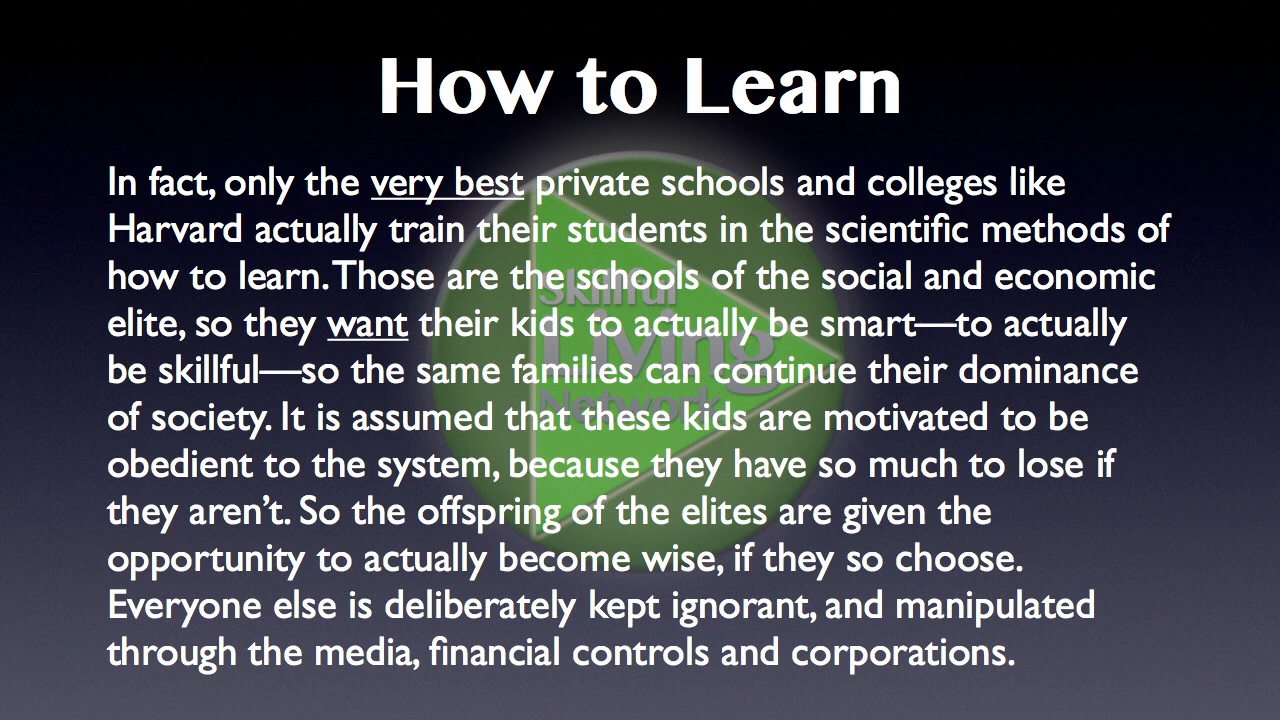 How to Learn
In fact, only the very best private schools and colleges like
Harvard actually train their students in the scientific methods of
how to learn. Those are the schools of the social and economic
elite, so they want their kids to actually be smart—to actually
be skillful—so the same families can continue their dominance
of society. It is assumed that these kids are motivated to be
obedient to the system, because they have so much to lose if
they aren’t. So the offspring of the elites are given the
opportunity to actually become wise, if they so choose.
Everyone else is deliberately kept ignorant, and manipulated
through the media, financial controls and corporations.
Skillful
Living
Network